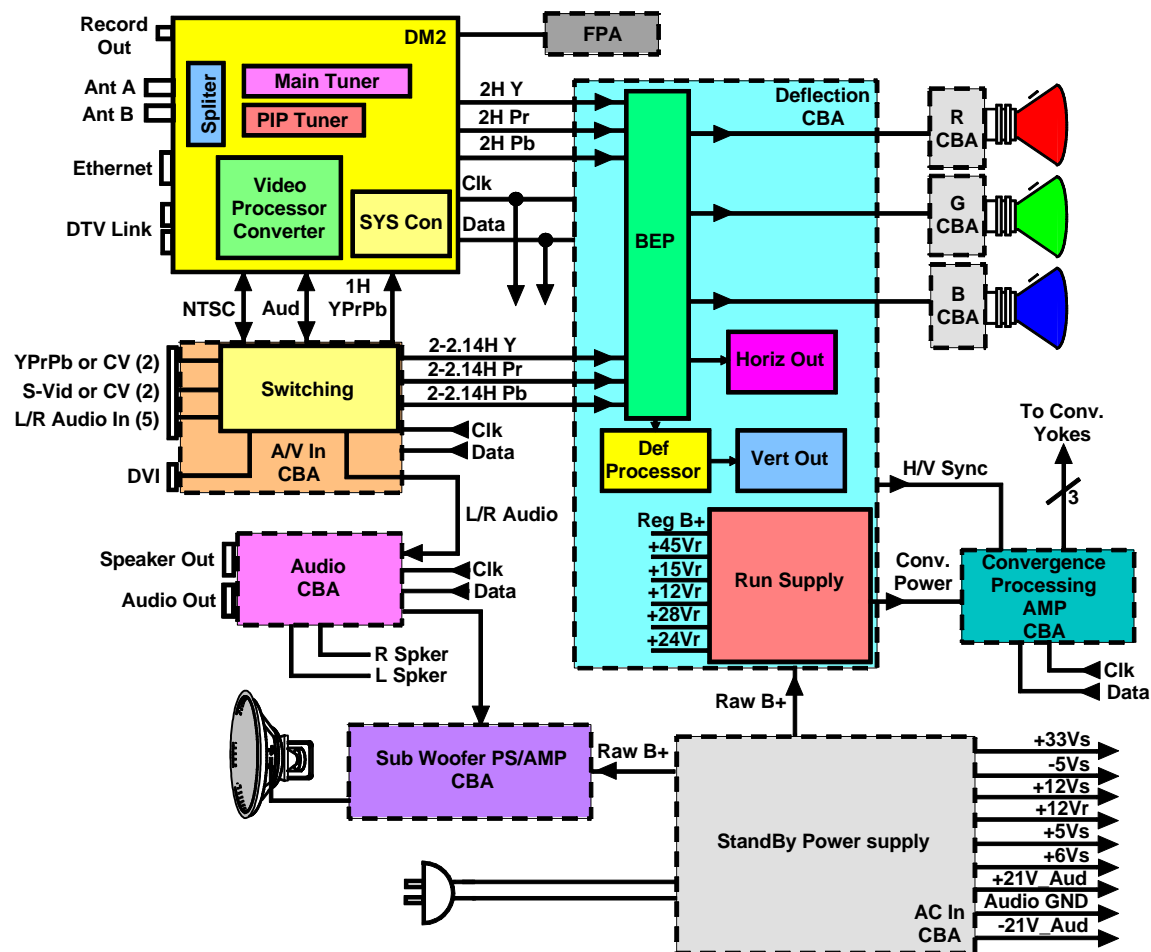 Record
Out
DM2
FPA
Ant A
Ant B
Spliter
Main Tuner
PIP Tuner
Ethernet
DTV Link
Video
Processor
Converter
SYS Con
2H Y
2H Pr
2H Pb
Clk
Data
Deflection
CBA
BEP
R
CBA
G
CBA
B
CBA
NTSC
Aud
1H
YPrPb
YPrPb or CV (2)
S-Vid or CV (2)
L/R Audio In (5)
DVI
Switching
A/V In
CBA
2-2.14H Y
2-2.14H Pr
2-2.14H Pb
Clk
Data
L/R Audio
Horiz Out
Def
Processor
Vert Out
To Conv.
Yokes
3
H/V Sync
Reg B+
+45Vr
+15Vr
+12Vr
+28Vr
+24Vr
Run Supply
Conv.
Power
Convergence
Processing
AMP
CBA
Clk
Data
Speaker Out
Audio Out
Audio
CBA
Clk
Data
R Spker
L Spker
Raw B+
Sub Woofer PS/AMP
CBA
Raw B+
StandBy Power supply
AC In
CBA
+33Vs
-5Vs
+12Vs
+12Vr
+5Vs
+6Vs
+21V_Aud
Audio GND
-21V_Aud